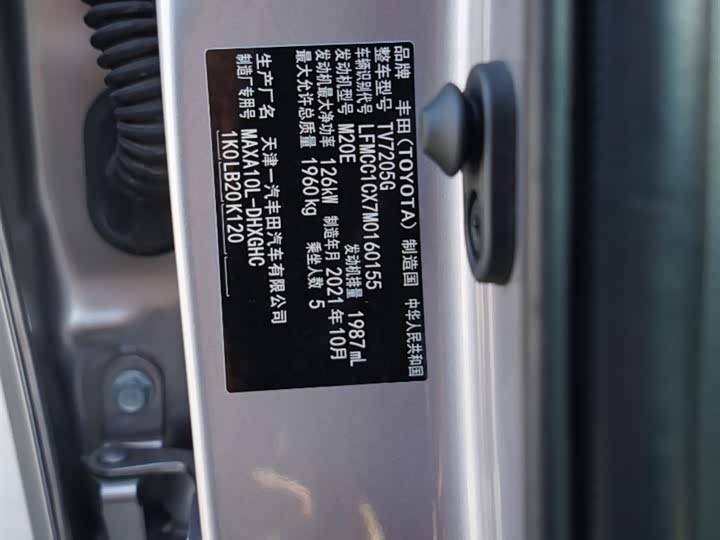 品牌 丰田(TOYOTA) 制造国 中华人民共和国
整车型号 TV7205G
车辆识别代号 LFMCC1CX7M0160155
发动机型号 M20E 发动机排量 1987 mL
发动机最大净功率 126kW 制造年月 2021 年 10月
最大允许总质量 1960 kg 乘坐人数 5
生产厂名 天津一汽丰田汽车有限公司
制造厂专用号 MAXA10L-DHXGHC
1K0LB20K120